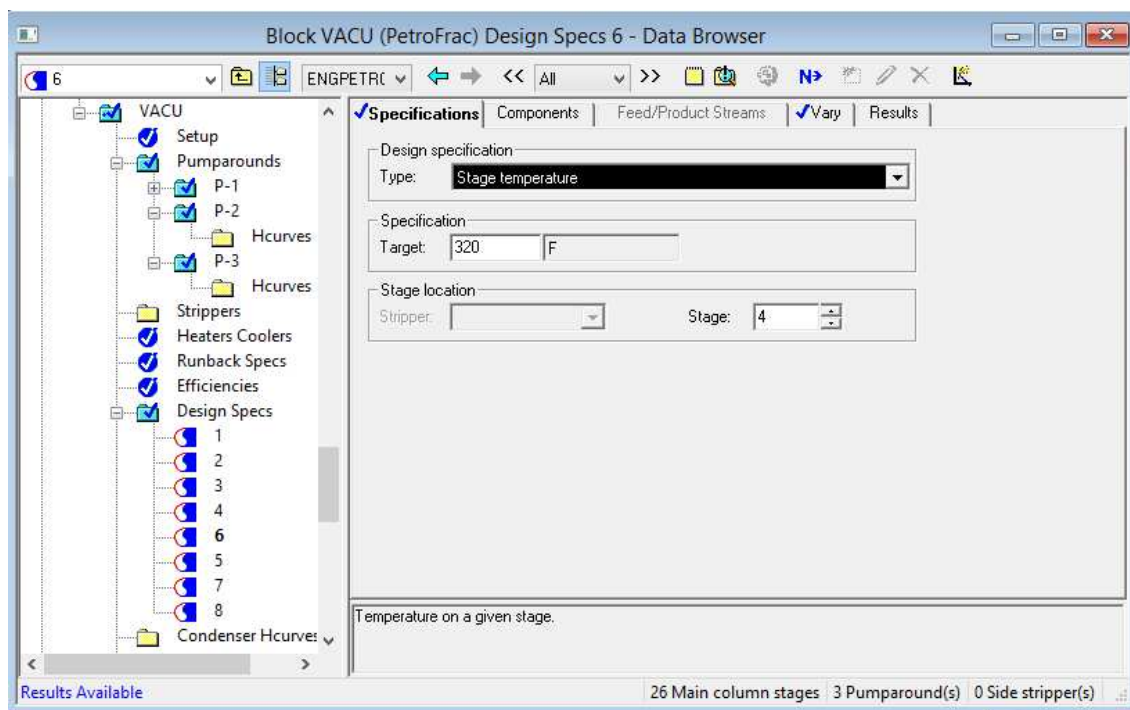 Block VACU (PetroFrac) Design Specs 6 - Data Browser
6 ENGPETRC << All >> N>
VACU
Setup
Pumparounds
P-1
P-2
Hcurves
P-3
Hcurves
Strippers
Heaters Coolers
Runback Specs
Efficiencies
Design Specs
1
2
3
4
6
5
7
8
Condenser Hcurves
Specifications Components Feed/Product Streams Vary Results
Design specification
Type: Stage temperature
Specification
Target: 320 F
Stage location
Stripper: Stage: 4
Temperature on a given stage.
Results Available 26 Main column stages 3 Pumparound(s) 0 Side stripper(s)